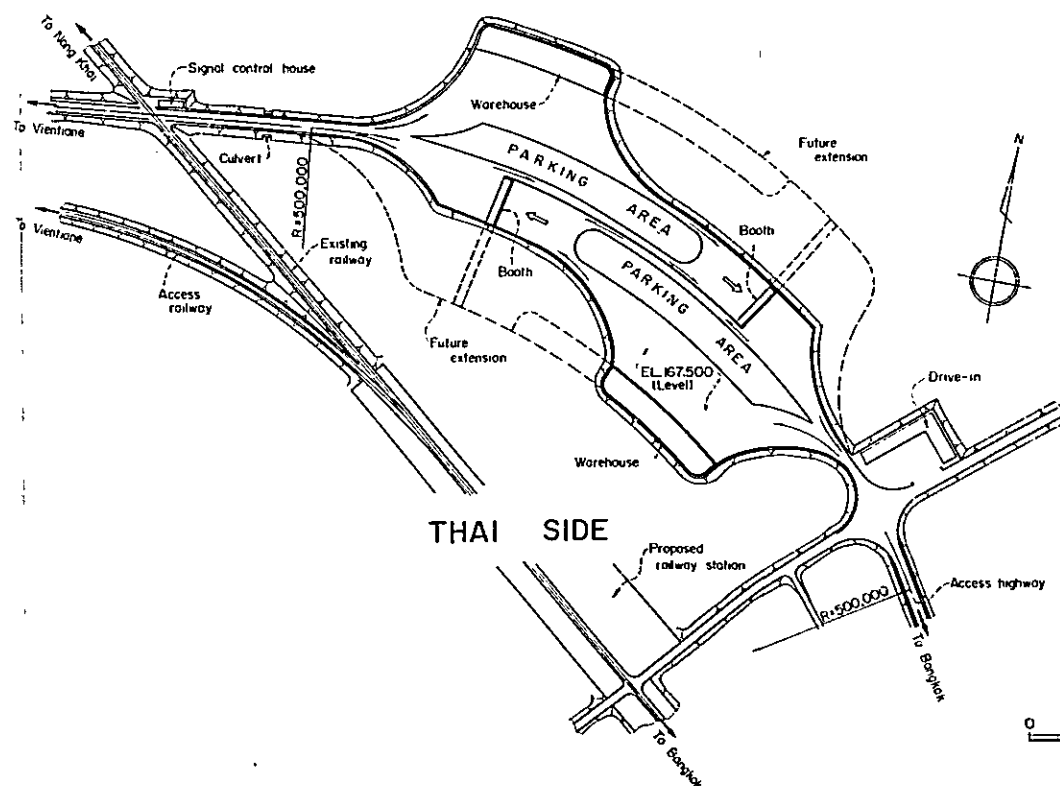 To Nong Khai
Signal control house
To Vientiane
Culvert
R=500,000
Warehouse
PARKING
AREA
Future
extension
N
Booth
Booth
PARKING
AREA
Vientiane
Existing
railway
Access
railway
Future
extension
EL.167.500
(Level)
Drive-in
Warehouse
THAI SIDE
Proposed
railway station
R=500,000
Access highway
To Bangkok
To Bangkok
0